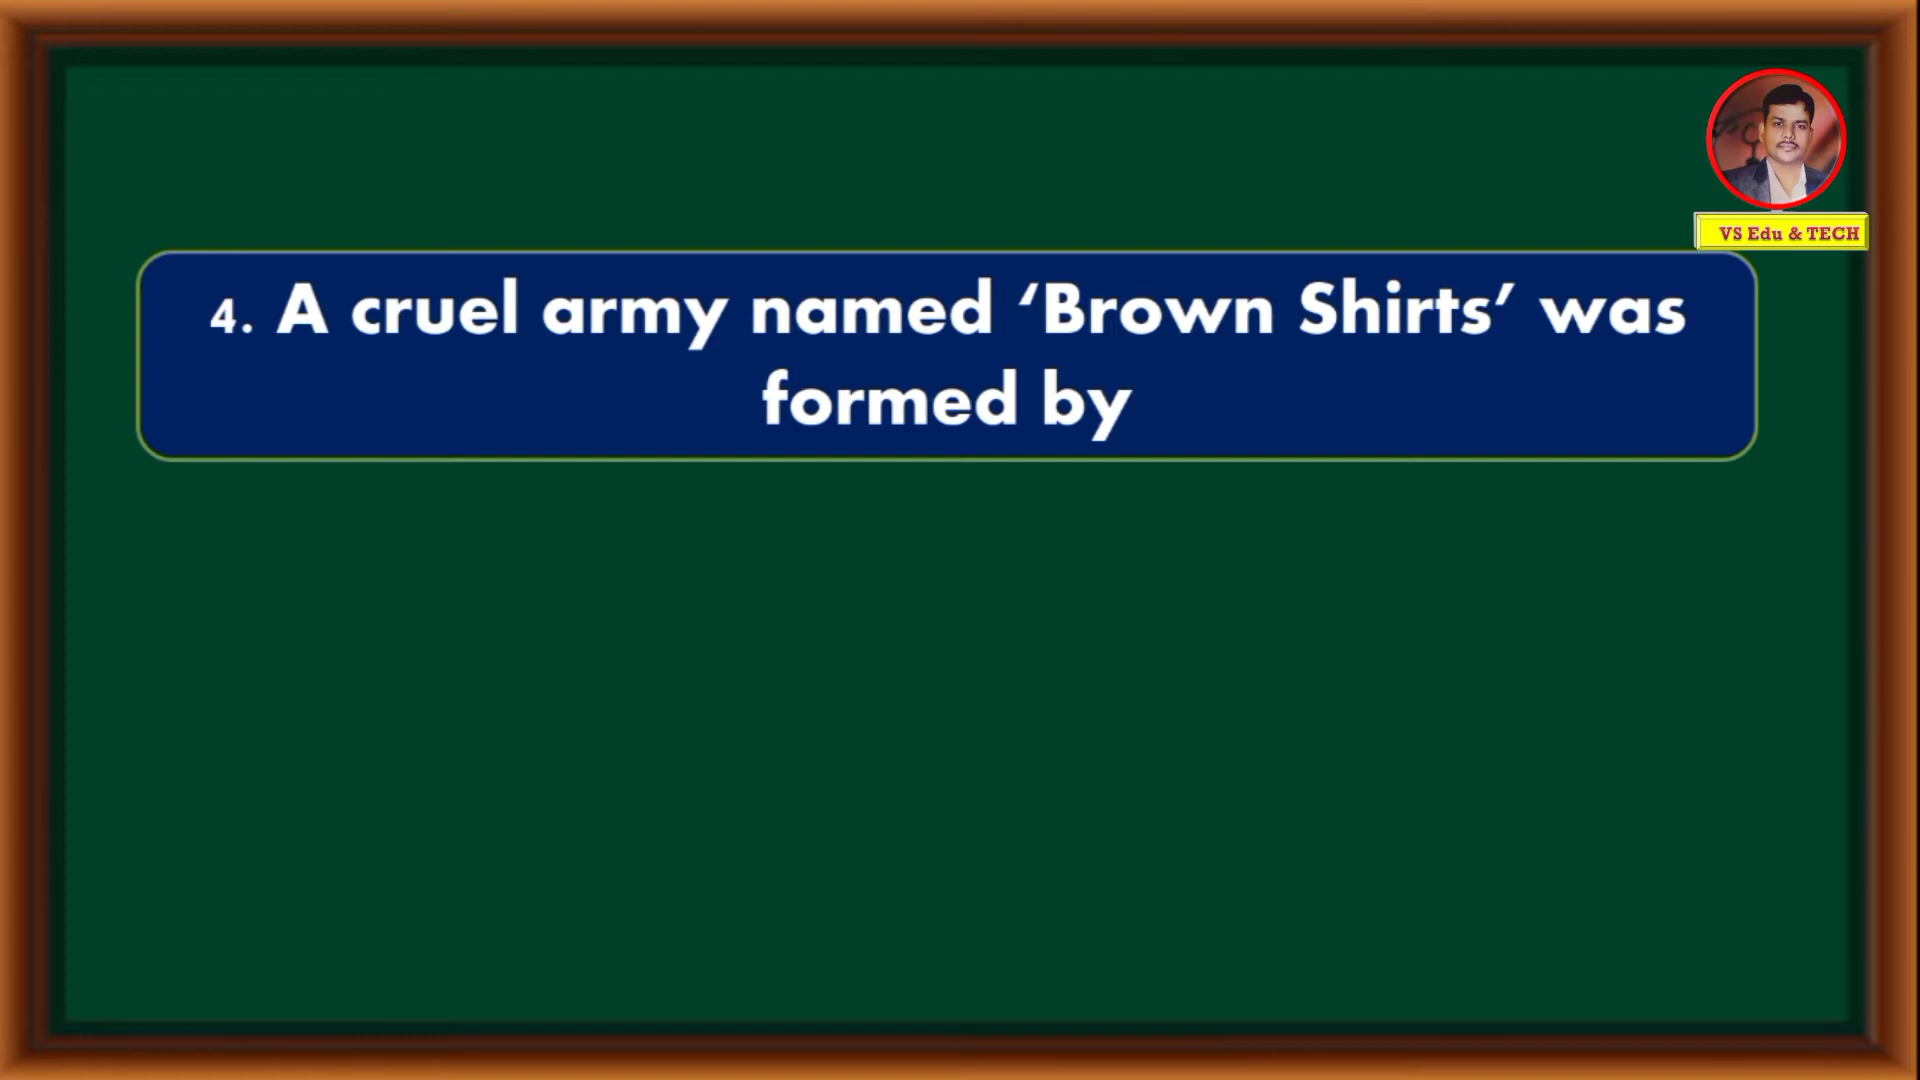 VS Edu & TECH
4. A cruel army named ‘Brown Shirts’ was
formed by